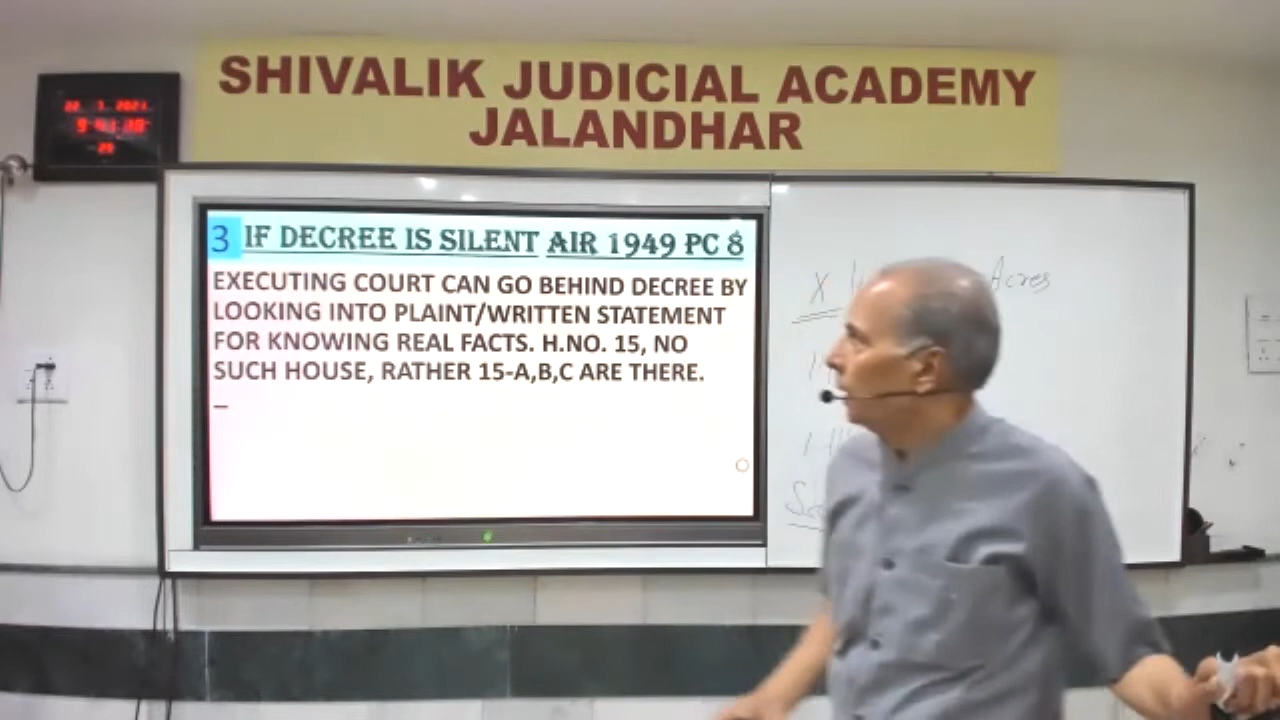 SHIVALIK JUDICIAL ACADEMY
JALANDHAR
3 IF DECREE IS SILENT AIR 1949 PC 8
EXECUTING COURT CAN GO BEHIND DECREE BY
LOOKING INTO PLAINT/WRITTEN STATEMENT
FOR KNOWING REAL FACTS. H.NO. 15, NO
SUCH HOUSE, RATHER 15-A,B,C ARE THERE.
X Acres